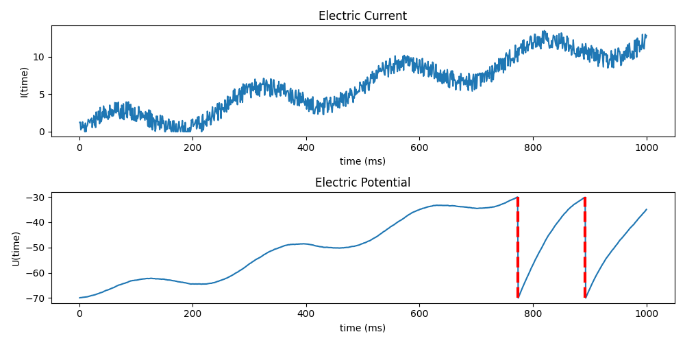 Electric Current
I(time)
10
5
0
0 200 400 600 800 1000
time (ms)
Electric Potential
U(time)
−30
−40
−50
−60
−70
0 200 400 600 800 1000
time (ms)